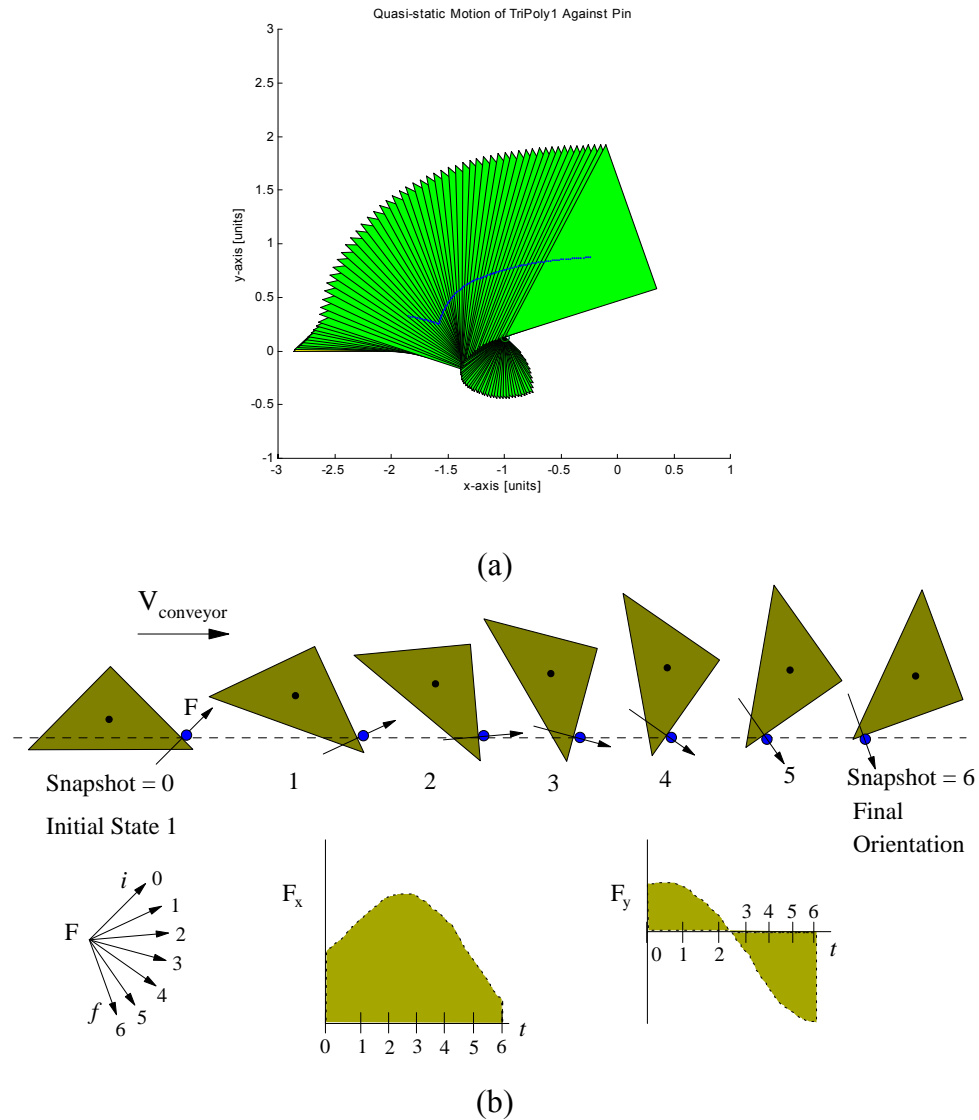 Quasi-static Motion of TriPoly1 Against Pin
3
2.5
2
1.5
1
0.5
0
-0.5
-1
y-axis [units]
-3 -2.5 -2 -1.5 -1 -0.5 0 0.5 1
x-axis [units]
(a)
Vconveyor
F
Snapshot = 0 1 2 3 4 5 Snapshot = 6
Initial State 1
Final
Orientation
i 0
1
F 2
3
4
f 5
6
Fx
0 1 2 3 4 5 6 t
Fy
0 1 2 3 4 5 6 t
(b)